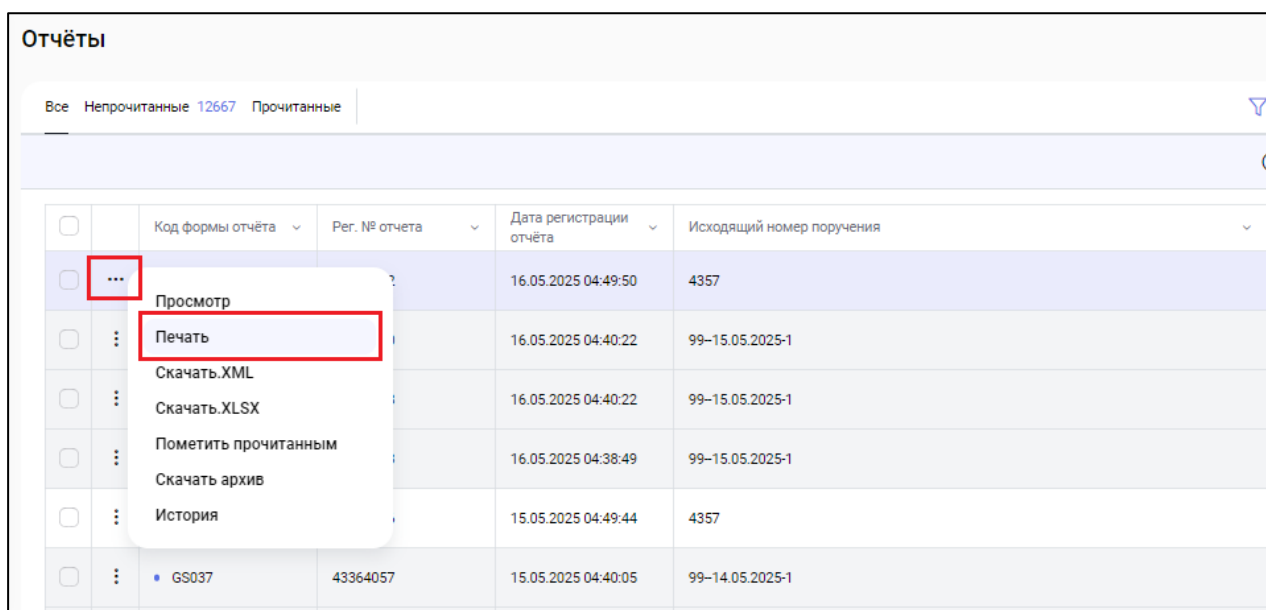 Отчёты
Все Непрочитанные 12667 Прочитанные
Код формы отчёта Рег. № отчета Дата регистрации отчёта Исходящий номер поручения
16.05.2025 04:49:50 4357
Просмотр
Печать 16.05.2025 04:40:22 99--15.05.2025-1
Скачать.XML
Скачать.XLSX 16.05.2025 04:40:22 99--15.05.2025-1
Пометить прочитанным 16.05.2025 04:38:49 99--15.05.2025-1
Скачать архив
История 15.05.2025 04:49:44 4357
GS037 43364057 15.05.2025 04:40:05 99--14.05.2025-1